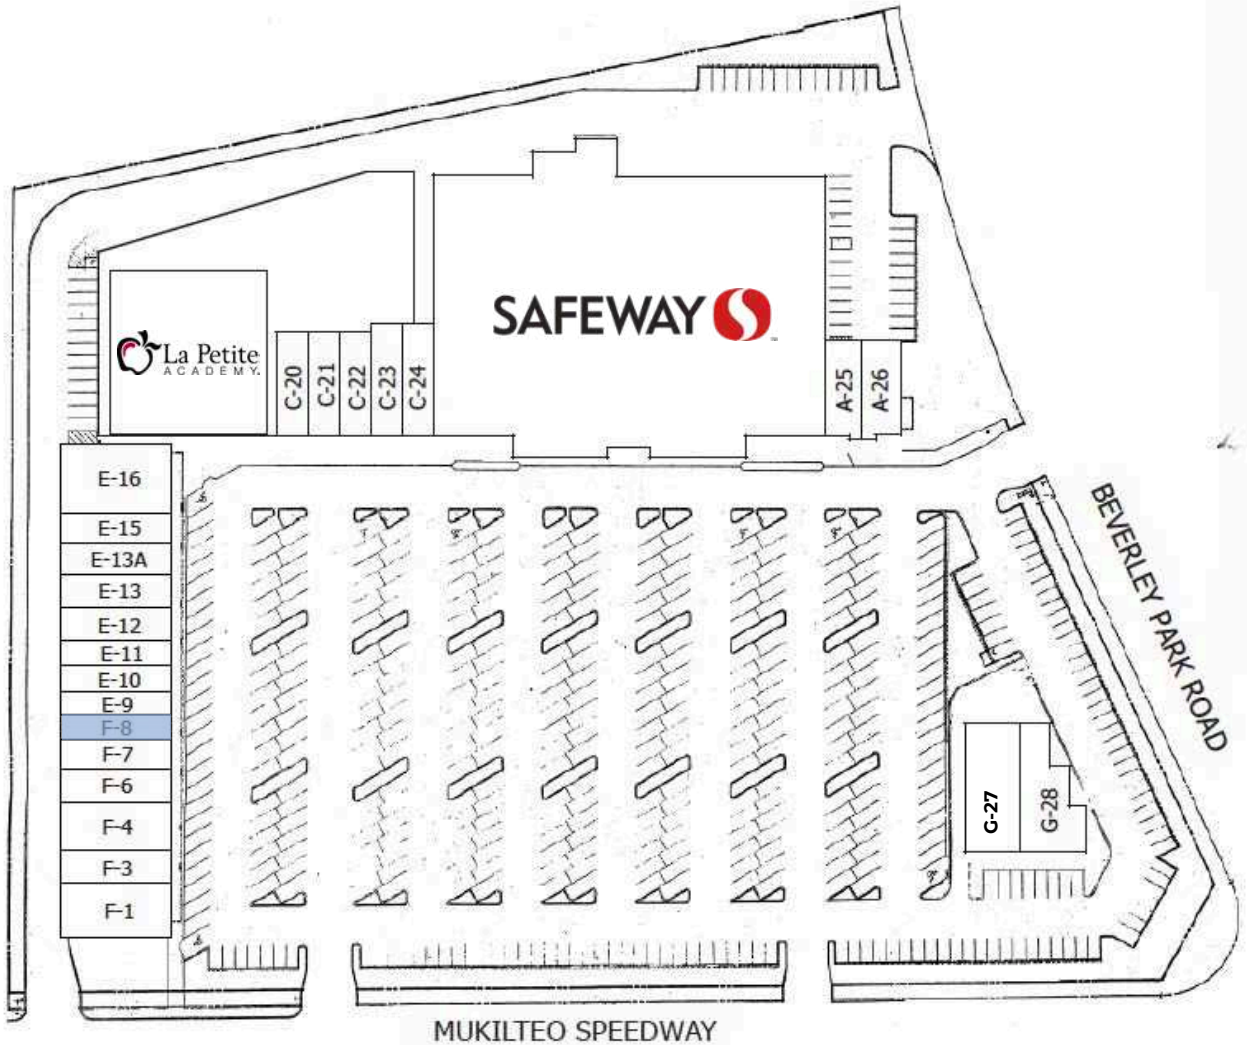 SAFEWAY
La Petite
ACADEMY.
C-20
C-21
C-22
C-23
C-24
A-25
A-26
E-16
E-15
E-13A
E-13
E-12
E-11
E-10
E-9
F-8
F-7
F-6
F-4
F-3
F-1
BEVERLEY PARK ROAD
G-27
G-28
MUKILTEO SPEEDWAY